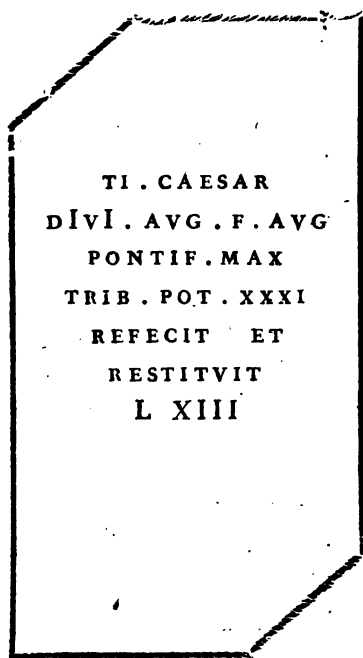 TI . CAESAR
DIVI . AVG . F . AVG
PONTIF . MAX
TRIB . POT . XXXI
REFECIT ET
RESTITVIT
L XIII